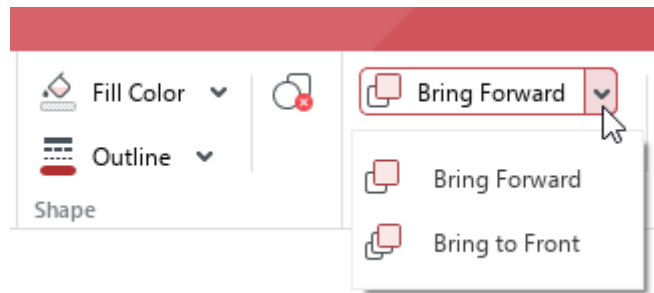 Fill Color
Bring Forward
Outline
Shape
Bring Forward
Bring to Front